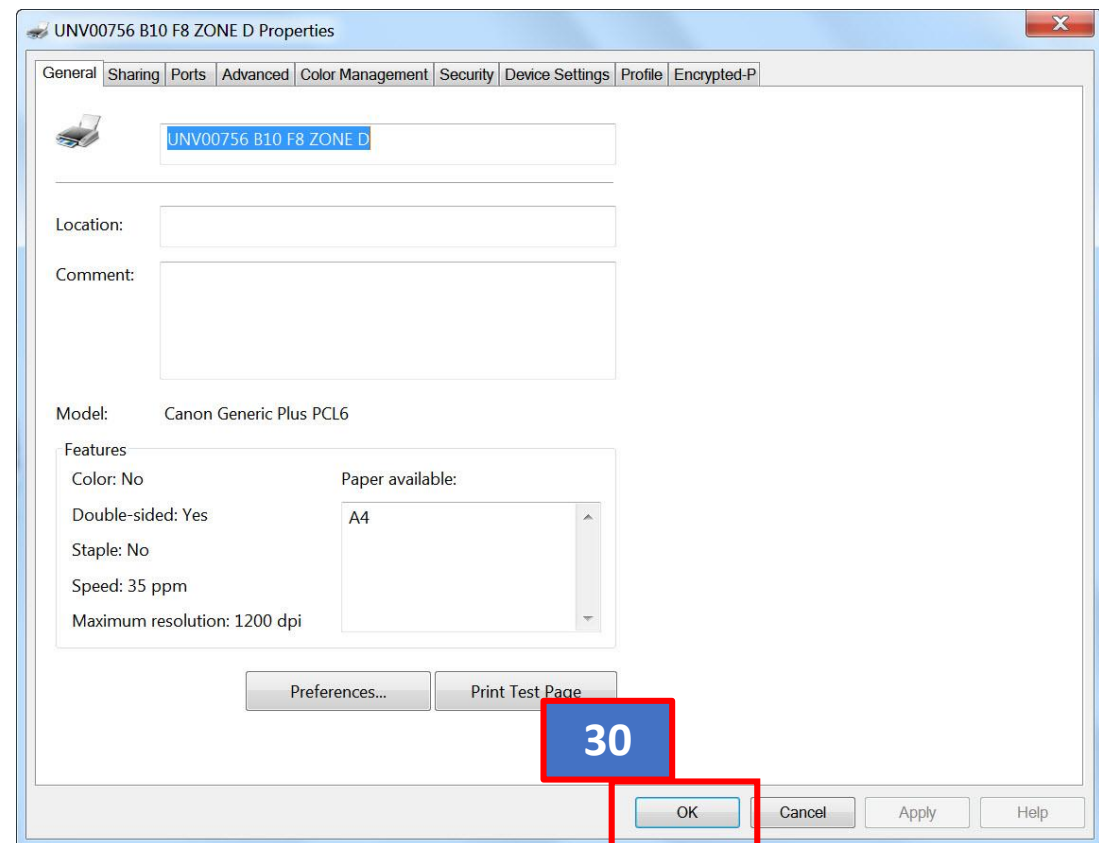 UNV00756 B10 F8 ZONE D Properties
X
General Sharing Ports Advanced Color Management Security Device Settings Profile Encrypted-P
UNV00756 B10 F8 ZONE D
Location:
Comment:
Model: Canon Generic Plus PCL6
Features
Color: No Paper available:
Double-sided: Yes A4
Staple: No
Speed: 35 ppm
Maximum resolution: 1200 dpi
Preferences... Print Test Page
30
OK Cancel Apply Help